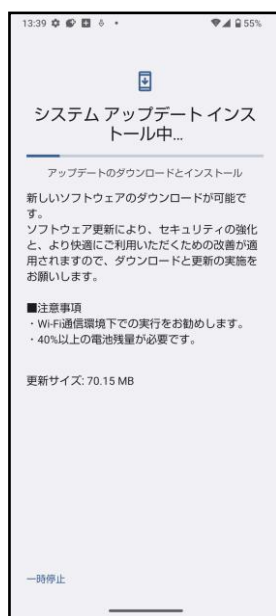 13:39 55%
システム アップデート インス
トール中...
アップデートのダウンロードとインストール
新しいソフトウェアのダウンロードが可能で
す。
ソフトウェア更新により、セキュリティの強化
と、より快適にご利用いただくための改善が適
用されますので、ダウンロードと更新の実施を
お願いします。
■注意事項
・Wi-Fi通信環境下での実行をお勧めします。
・40%以上の電池残量が必要です。
更新サイズ: 70.15 MB
一時停止